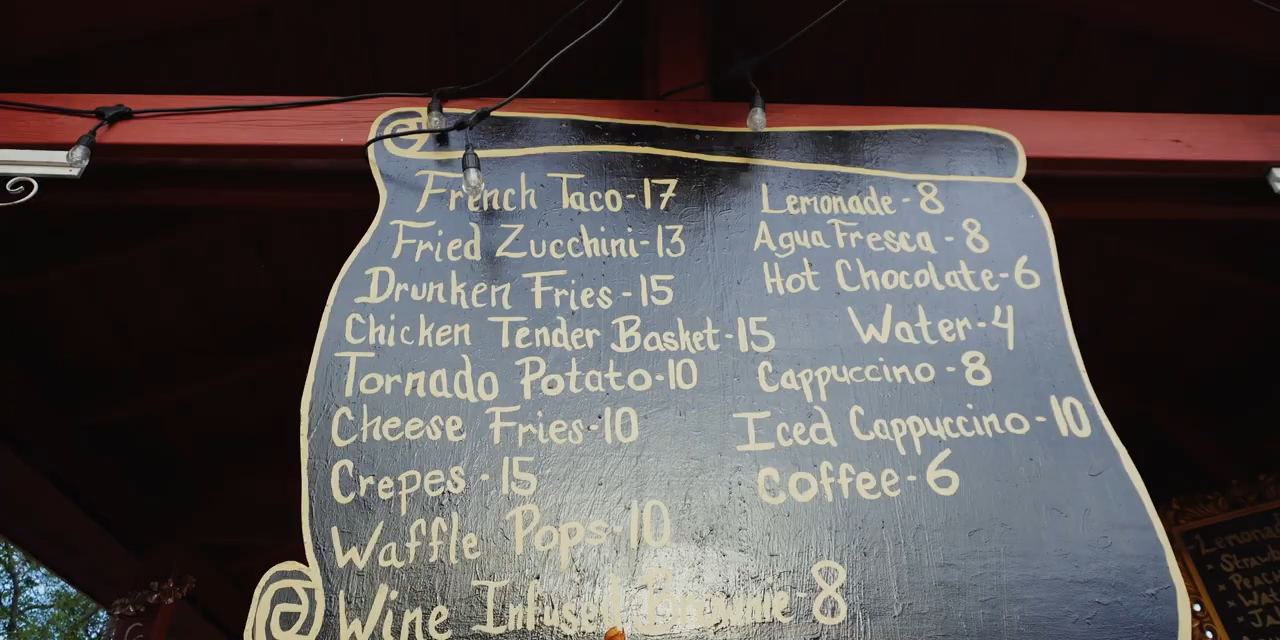 French Taco-17
Fried Zucchini-13
Drunken Fries-15
Chicken Tender Basket-15
Tornado Potato-10
Cheese Fries-10
Crepes-15
Waffle Pops-10
Wine Infused Brownie-8
Lemonade-8
Agua Fresca-8
Hot Chocolate-6
Water-4
Cappuccino-8
Iced Cappuccino-10
Coffee-6